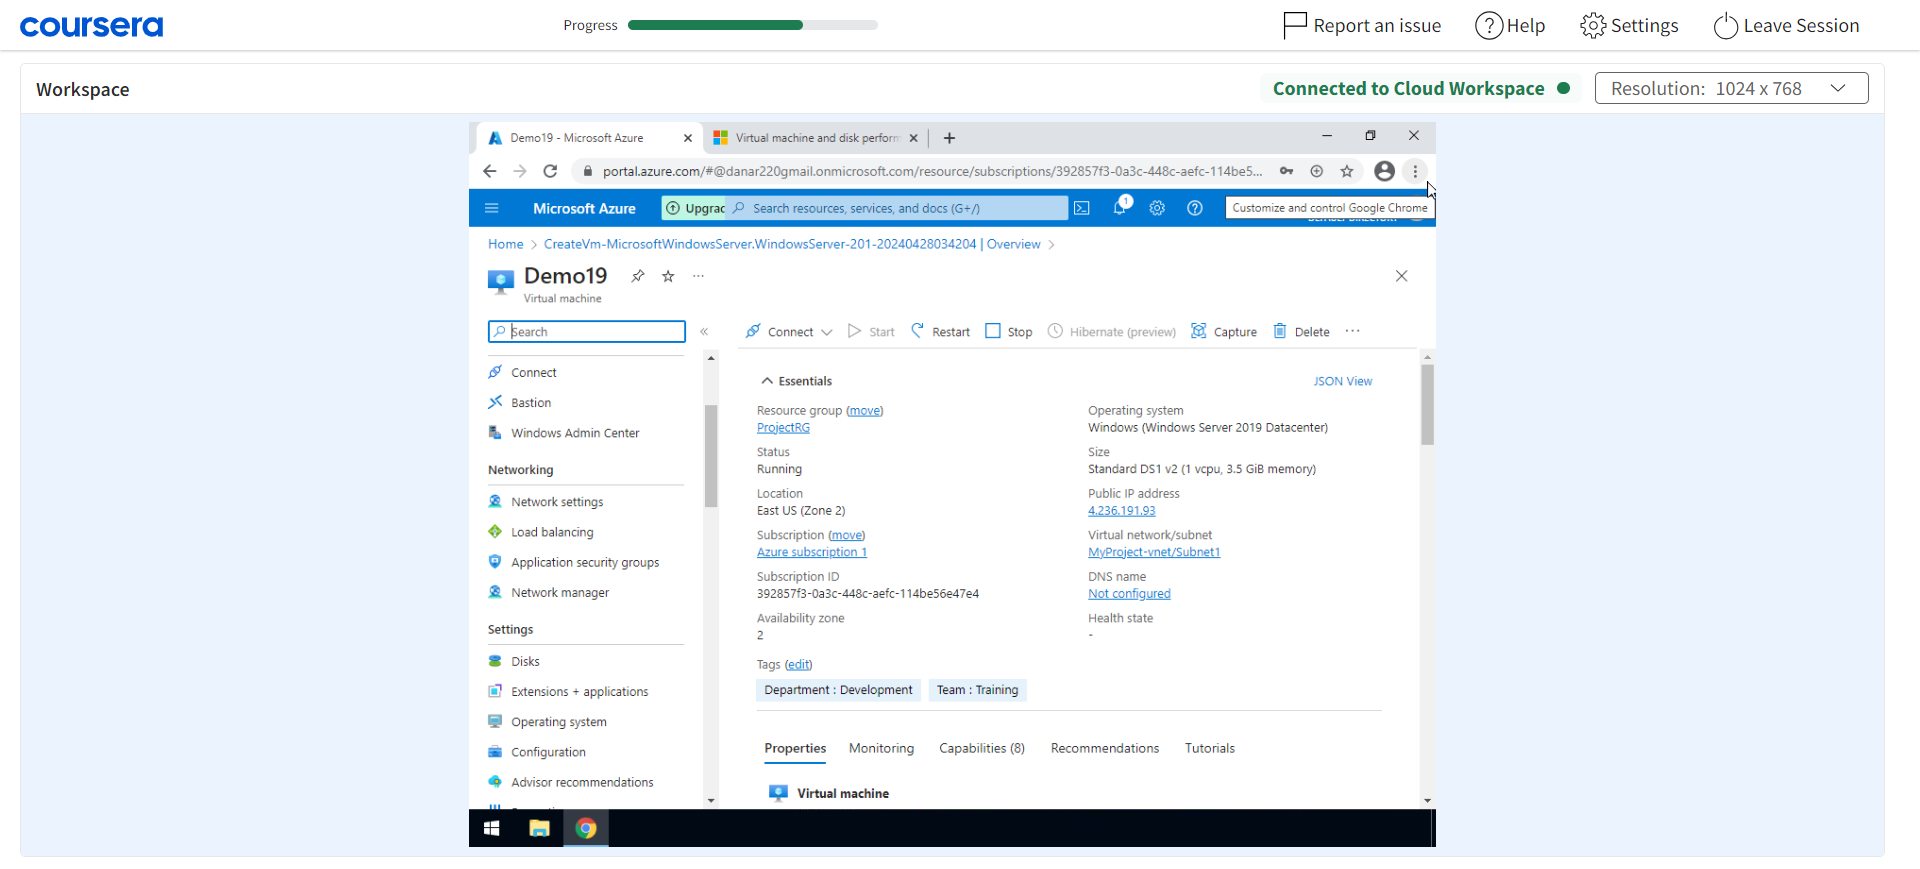 coursera
Progress
Report an issue
? Help
Settings
Leave Session
Workspace
Connected to Cloud Workspace
Resolution: 1024 x 768
Demo19 - Microsoft Azure
Virtual machine and disk perform
portal.azure.com/#@danar220gmail.onmicrosoft.com/resource/subscriptions/392857f3-0a3c-448c-aefc-114be5...
Microsoft Azure
Upgrac
Search resources, services, and docs (G+/)
1
Customize and control Google Chrome
DEFAULT DIRECTORY
Home > CreateVm-MicrosoftWindowsServer.WindowsServer-201-20240428034204 | Overview >
Demo19
Virtual machine
Search
Connect
Start
Restart
Stop
Hibernate (preview)
Capture
Delete
Connect
Bastion
Windows Admin Center
Networking
Network settings
Load balancing
Application security groups
Network manager
Settings
Disks
Extensions + applications
Operating system
Configuration
Advisor recommendations
Essentials
JSON View
Resource group (move)
ProjectRG
Status
Running
Location
East US (Zone 2)
Subscription (move)
Azure subscription 1
Subscription ID
392857f3-0a3c-448c-aefc-114be56e47e4
Availability zone
2
Operating system
Windows (Windows Server 2019 Datacenter)
Size
Standard DS1 v2 (1 vcpu, 3.5 GiB memory)
Public IP address
4.236.191.93
Virtual network/subnet
MyProject-vnet/Subnet1
DNS name
Not configured
Health state
-
Tags (edit)
Department : Development
Team : Training
Properties
Monitoring
Capabilities (8)
Recommendations
Tutorials
Virtual machine